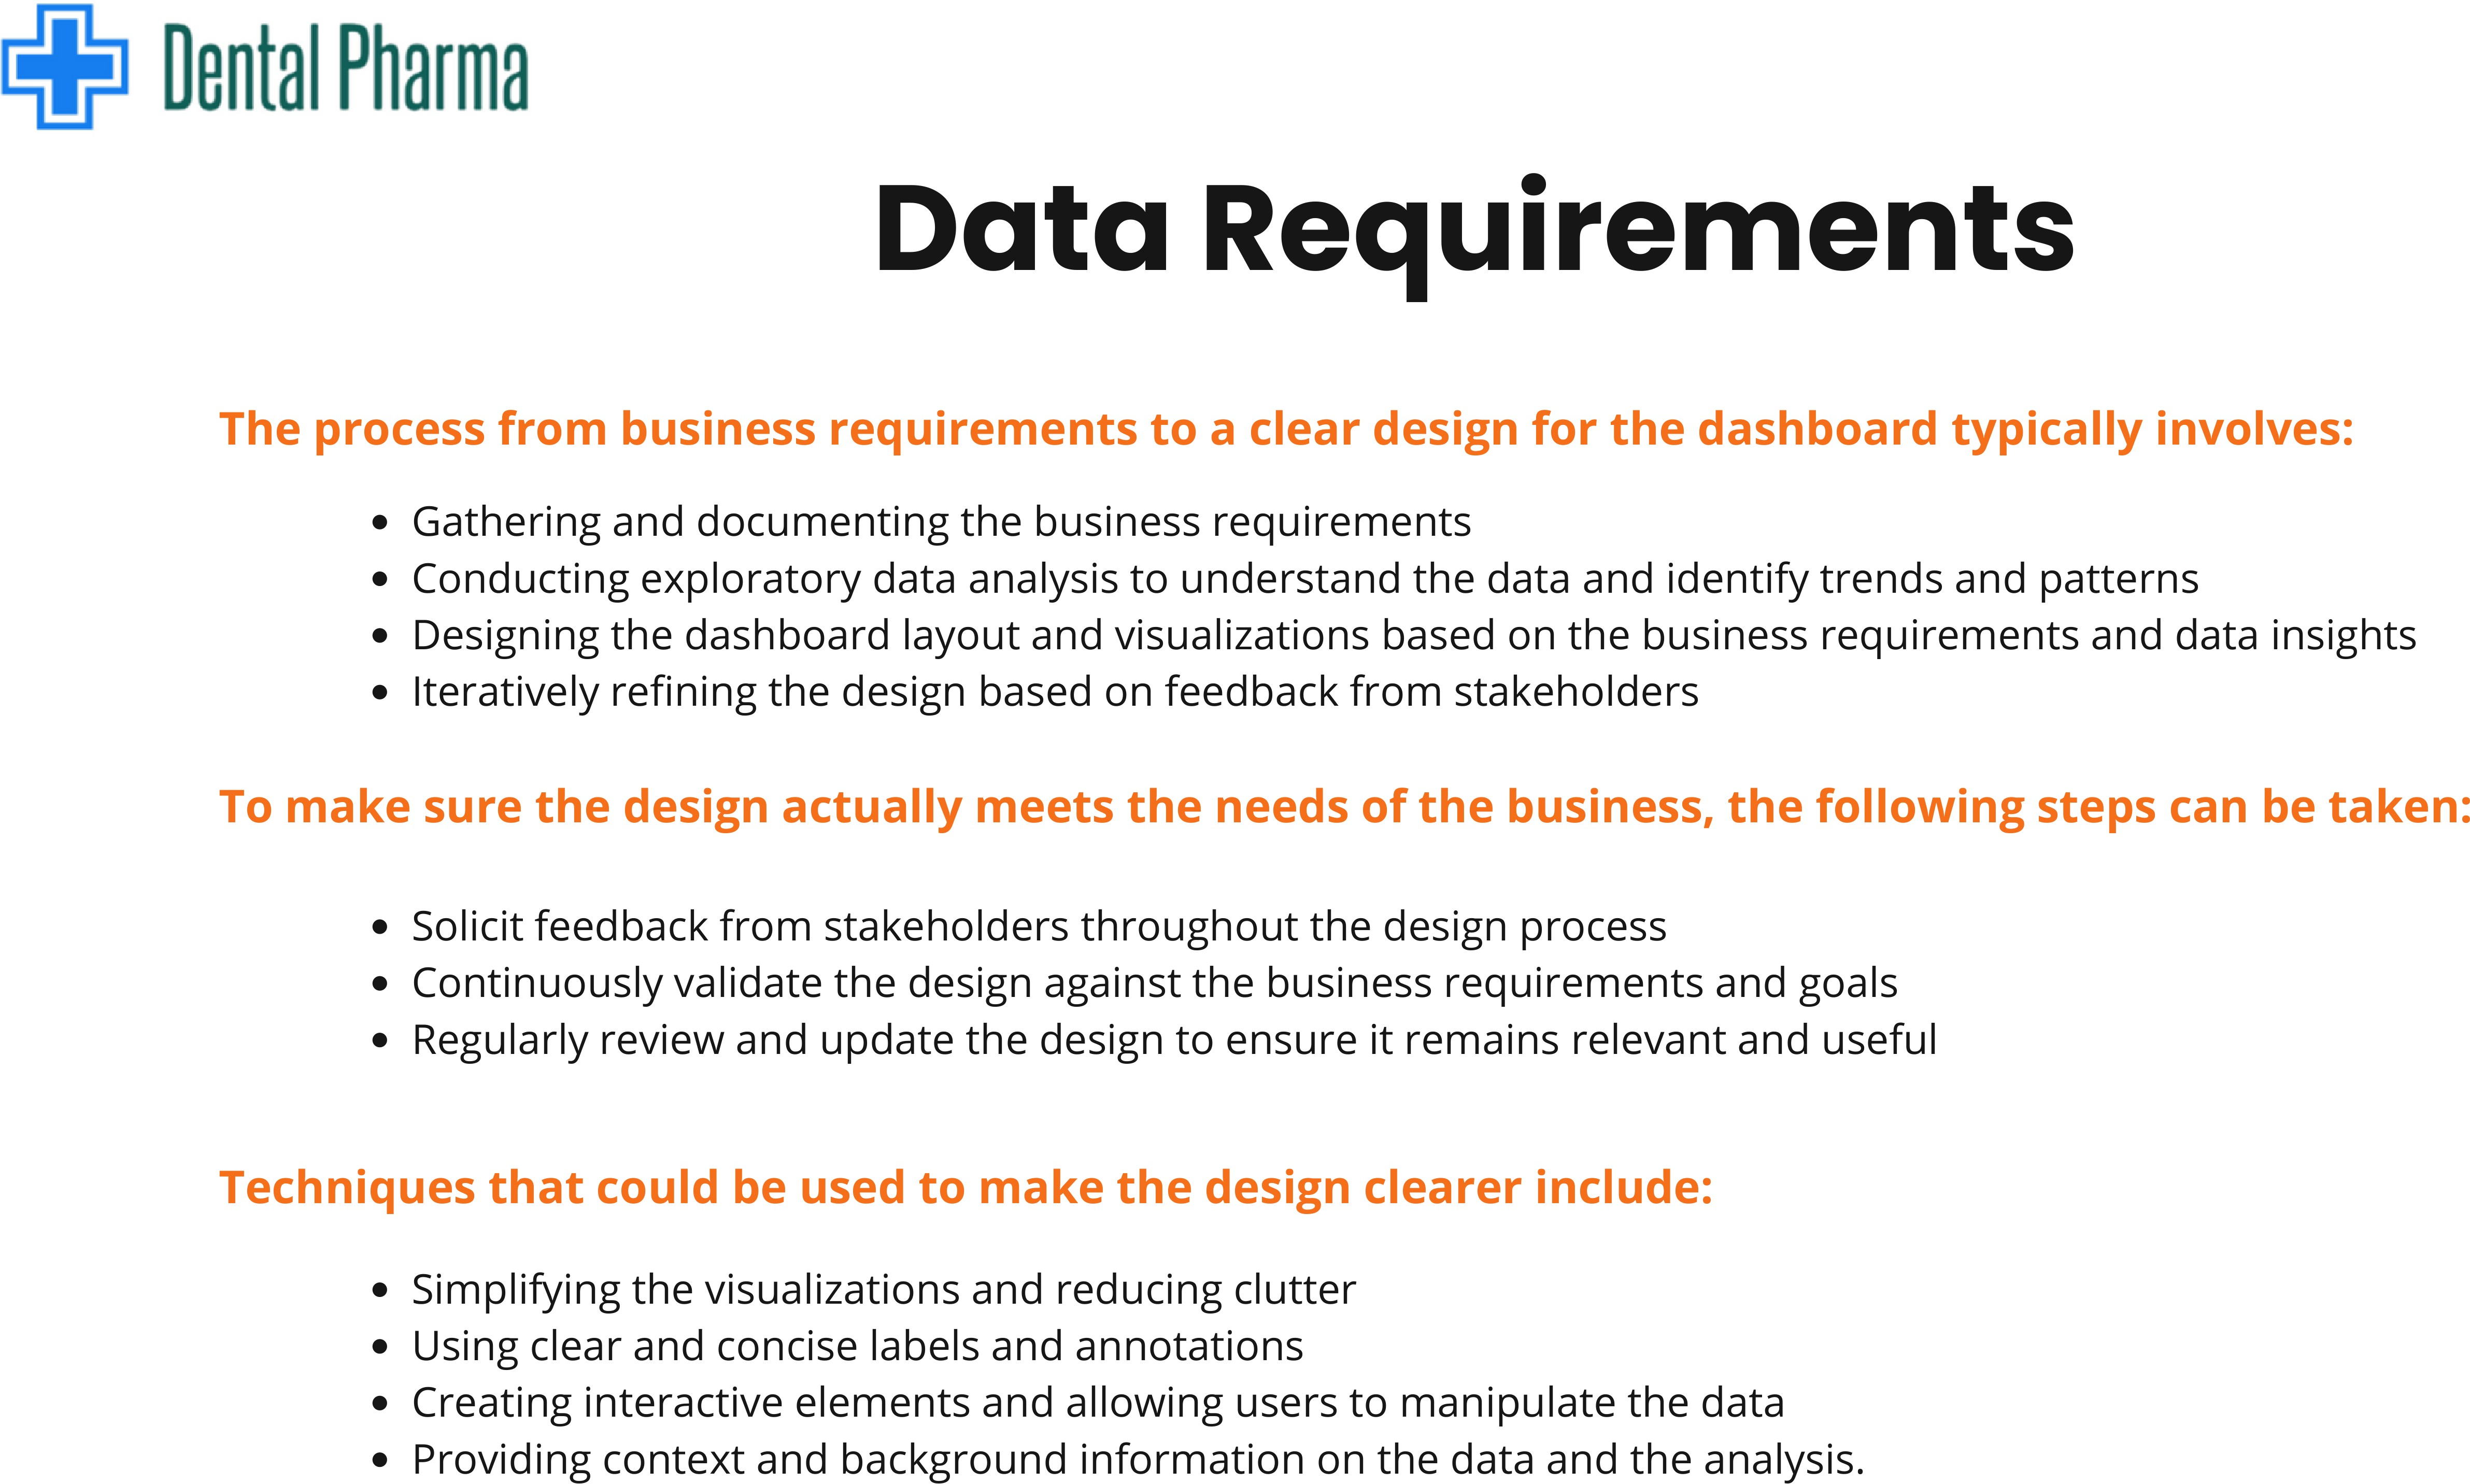 Dental Pharma
Data Requirements
The process from business requirements to a clear design for the dashboard typically involves:
• Gathering and documenting the business requirements
• Conducting exploratory data analysis to understand the data and identify trends and patterns
• Designing the dashboard layout and visualizations based on the business requirements and data insights
• Iteratively refining the design based on feedback from stakeholders
To make sure the design actually meets the needs of the business, the following steps can be taken:
• Solicit feedback from stakeholders throughout the design process
• Continuously validate the design against the business requirements and goals
• Regularly review and update the design to ensure it remains relevant and useful
Techniques that could be used to make the design clearer include:
• Simplifying the visualizations and reducing clutter
• Using clear and concise labels and annotations
• Creating interactive elements and allowing users to manipulate the data
• Providing context and background information on the data and the analysis.